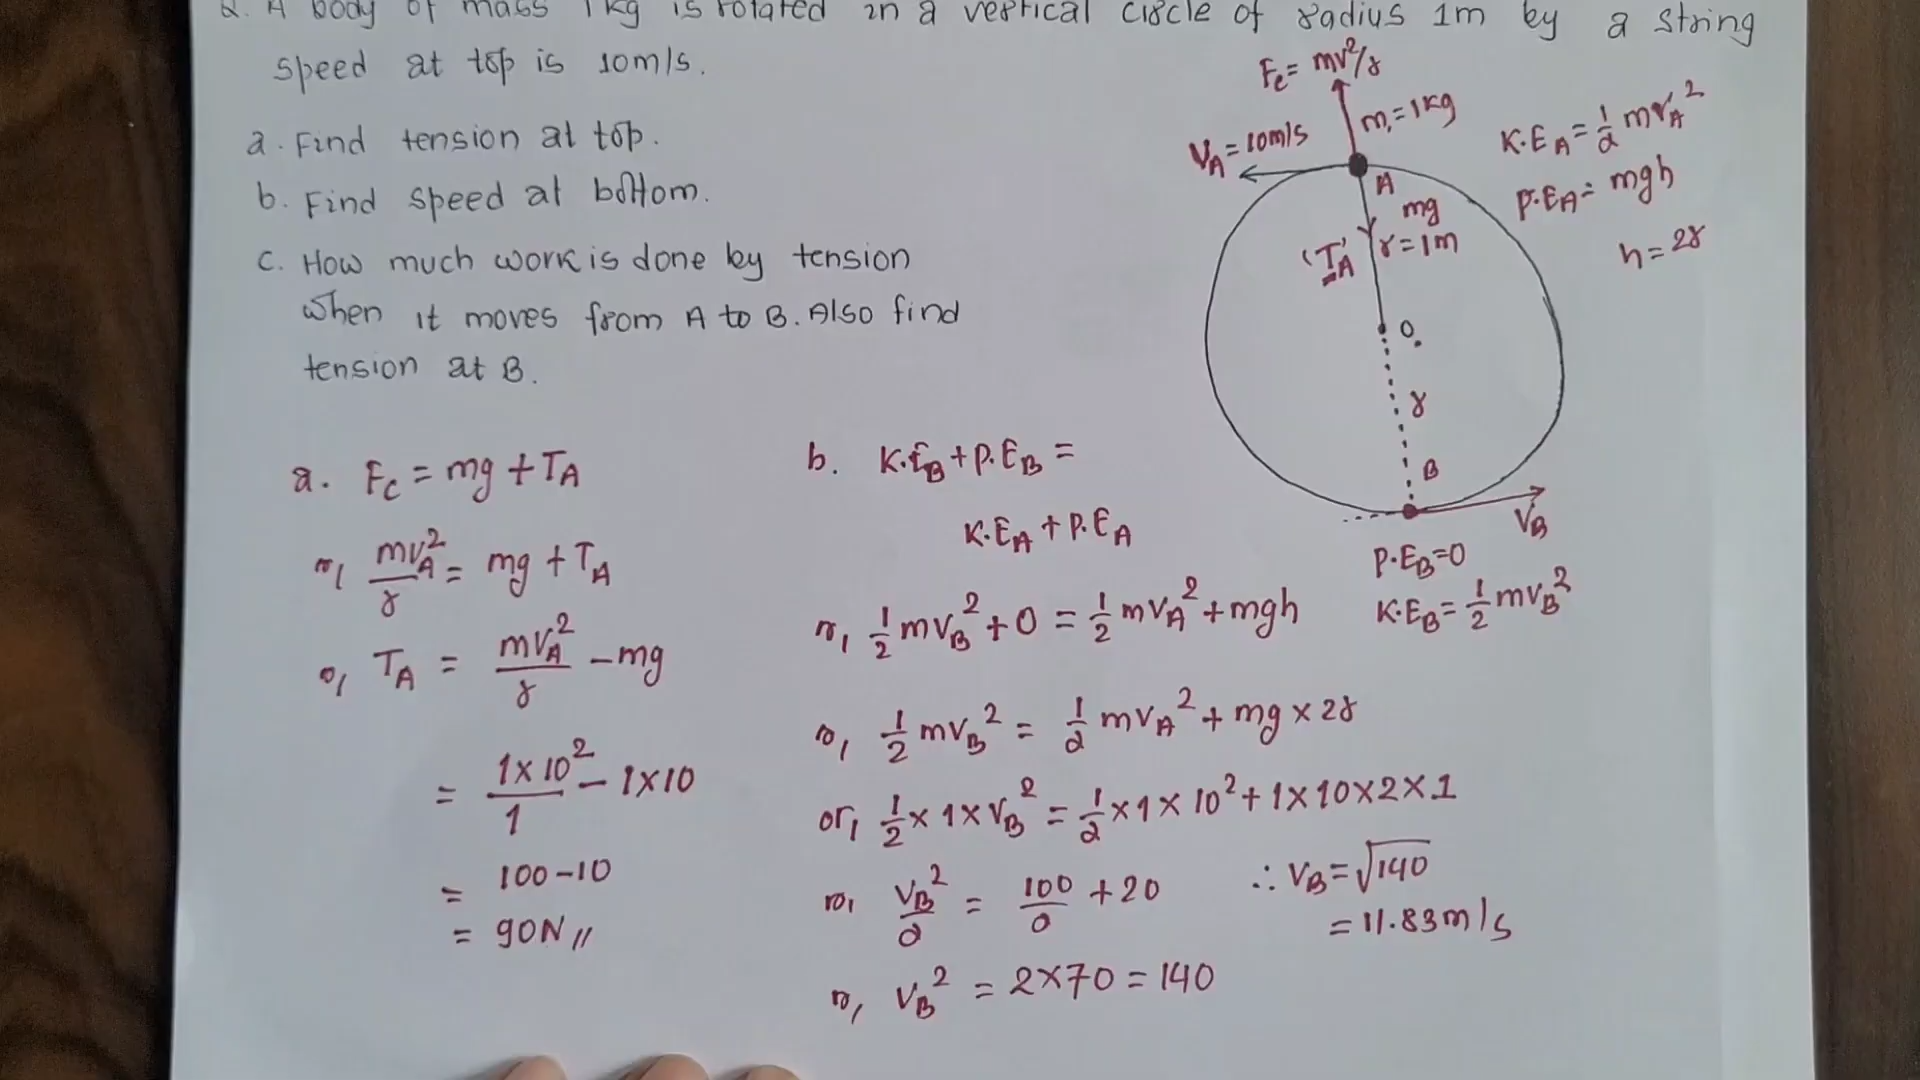 2. A body of mass 1kg is rotated in a vertical circle of radius 1m by a string
speed at top is 10m/s.
a. Find tension at top.
b. Find speed at bottom.
c. How much work is done by tension
when it moves from A to B. Also find
tension at B.
Fc = mv²/r
m = 1kg
VA = 10m/s
A
mg
r = 1m
'TA'
O
r
B
VB
P.EB = 0
K.EB = 1/2 mvB²
K.EA = 1/2 mvA²
P.EA = mgh
h = 2r
a. Fc = mg + TA
or, mvA²/r = mg + TA
or, TA = mvA²/r - mg
= 1×10²/1 - 1×10
= 100-10
= 90N //
b. K.EB + P.EB =
K.EA + P.EA
or, 1/2 mvB² + 0 = 1/2 mvA² + mgh
or, 1/2 mvB² = 1/2 mvA² + mg × 2r
or, 1/2 × 1 × vB² = 1/2 × 1 × 10² + 1×10×2×1
or, vB²/2 = 100/2 + 20
or, vB² = 2×70 = 140
∴ vB = √140
= 11.83m/s